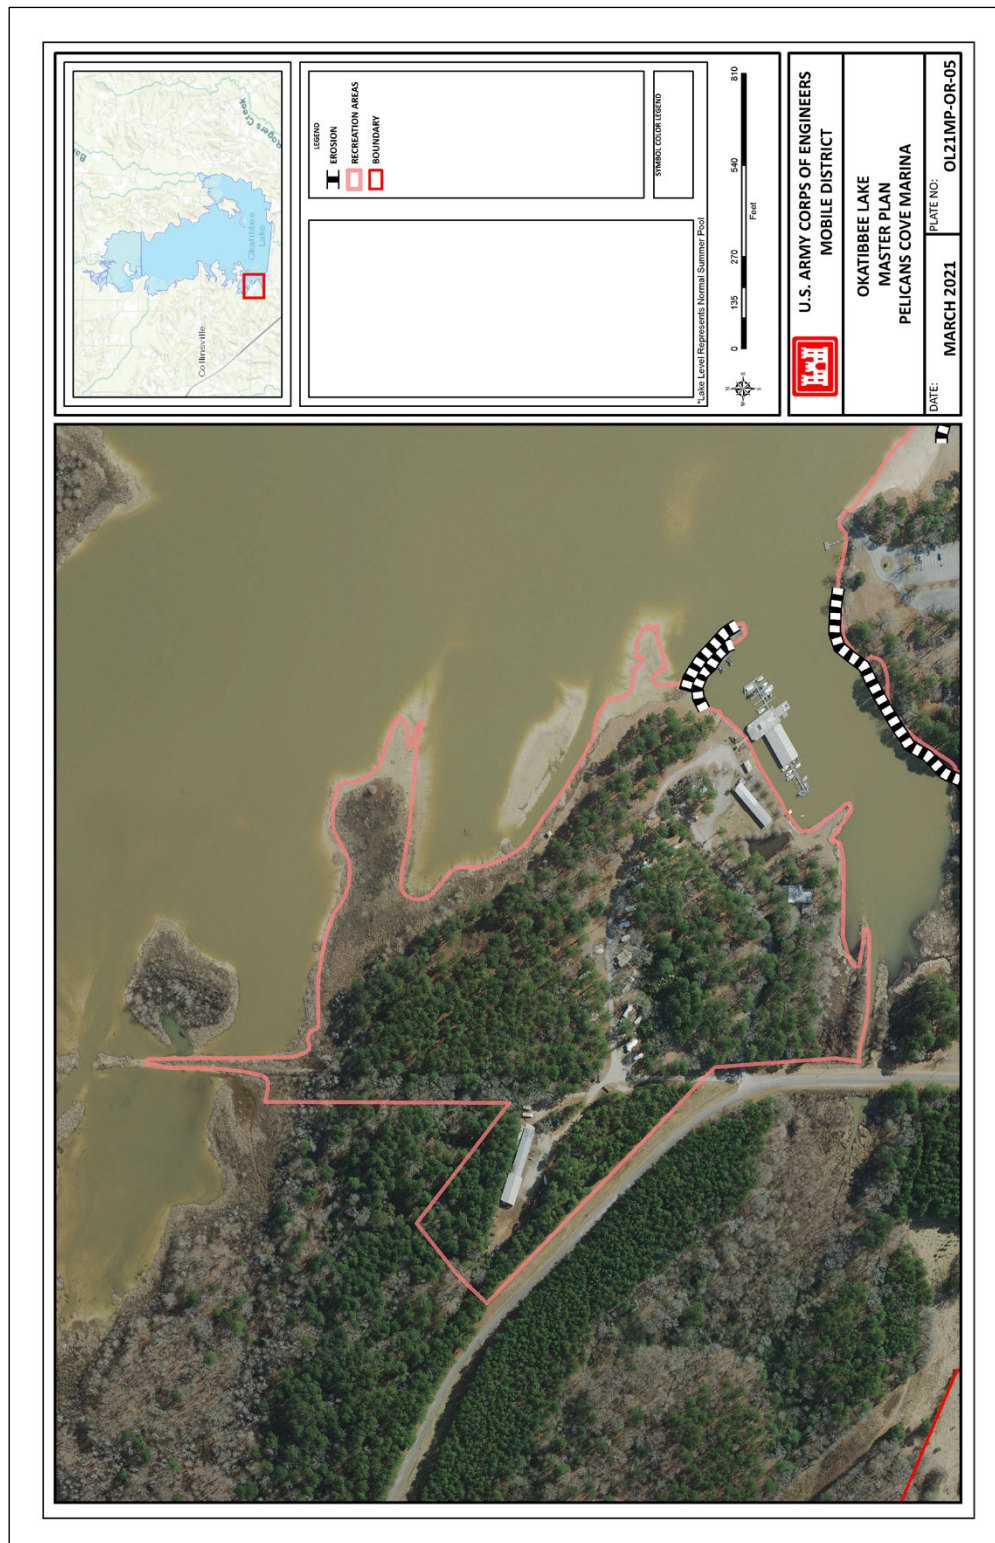 Ba
Rogers Creek
Okatibbee
Lake
Collinsville
LEGEND
EROSION
RECREATION AREAS
BOUNDARY
SYMBOL COLOR LEGEND
*Lake Level Represents Normal Summer Pool
0 135 270 540 810
Feet
U.S. ARMY CORPS OF ENGINEERS
MOBILE DISTRICT
OKATIBBEE LAKE
MASTER PLAN
PELICANS COVE MARINA
DATE: MARCH 2021
PLATE NO: OL21MP-OR-05